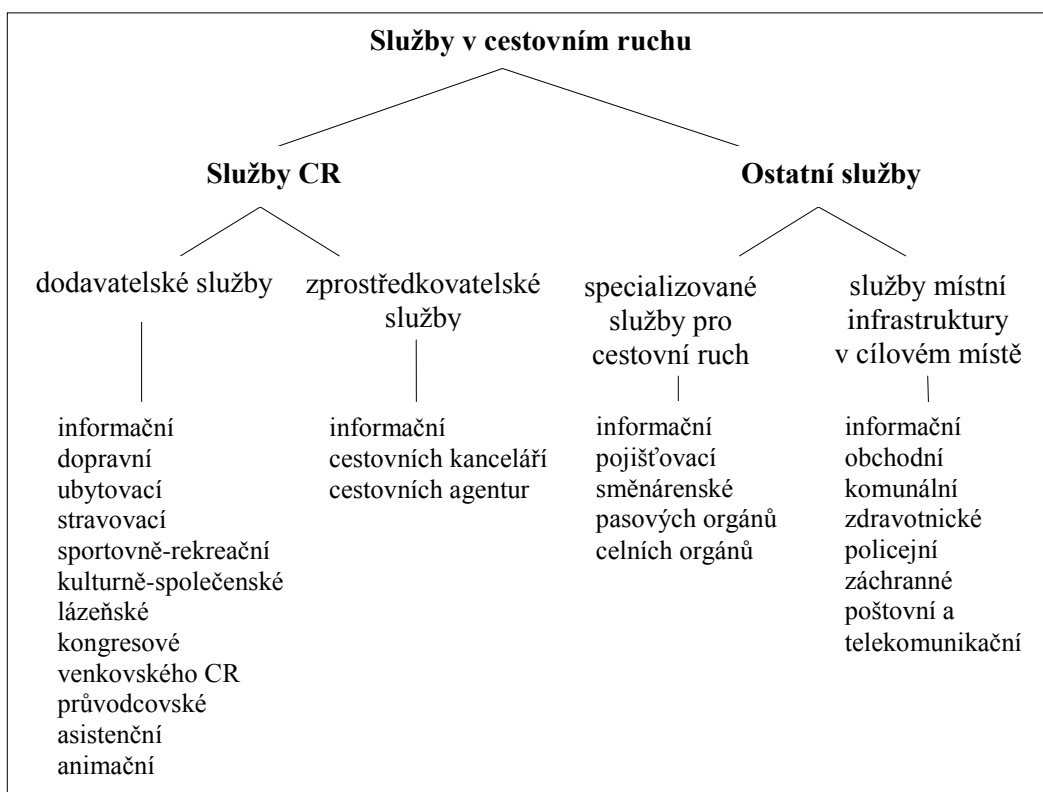 Služby v cestovním ruchu
Služby CR
Ostatní služby
dodavatelské služby
zprostředkovatelské
služby
specializované
služby pro
cestovní ruch
služby místní
infrastruktury
v cílovém místě
informační
dopravní
ubytovací
stravovací
sportovně-rekreační
kulturně-společenské
lázeňské
kongresové
venkovského CR
průvodcovské
asistenční
animační
informační
cestovních kanceláří
cestovních agentur
informační
pojišťovací
směnárenské
pasových orgánů
celních orgánů
informační
obchodní
komunální
zdravotnické
policejní
záchranné
poštovní a
telekomunikační